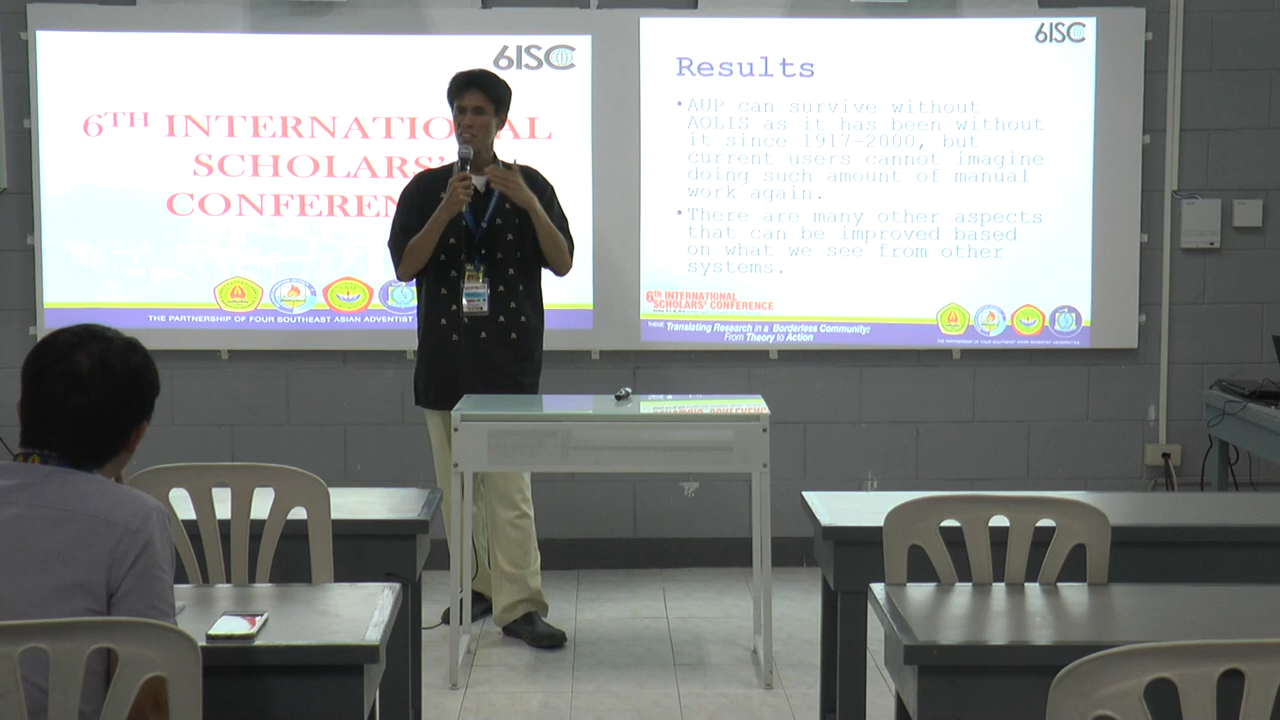 6ISC
6TH INTERNATIONAL
SCHOLARS'
CONFEREN
THE PARTNERSHIP OF FOUR SOUTHEAST ASIAN ADVENTIST
6ISC
Results
•AUP can survive without
AOLIS as it has been without
it since 1917-2000, but
current users cannot imagine
doing such amount of manual
work again.
•There are many other aspects
that can be improved based
on what we see from other
systems.
6th INTERNATIONAL
SCHOLARS' CONFERENCE
THEME: Translating Research in a Borderless Community:
From Theory to Action
THE PARTNERSHIP OF FOUR SOUTHEAST ASIAN ADVENTIST UNIVERSITIES